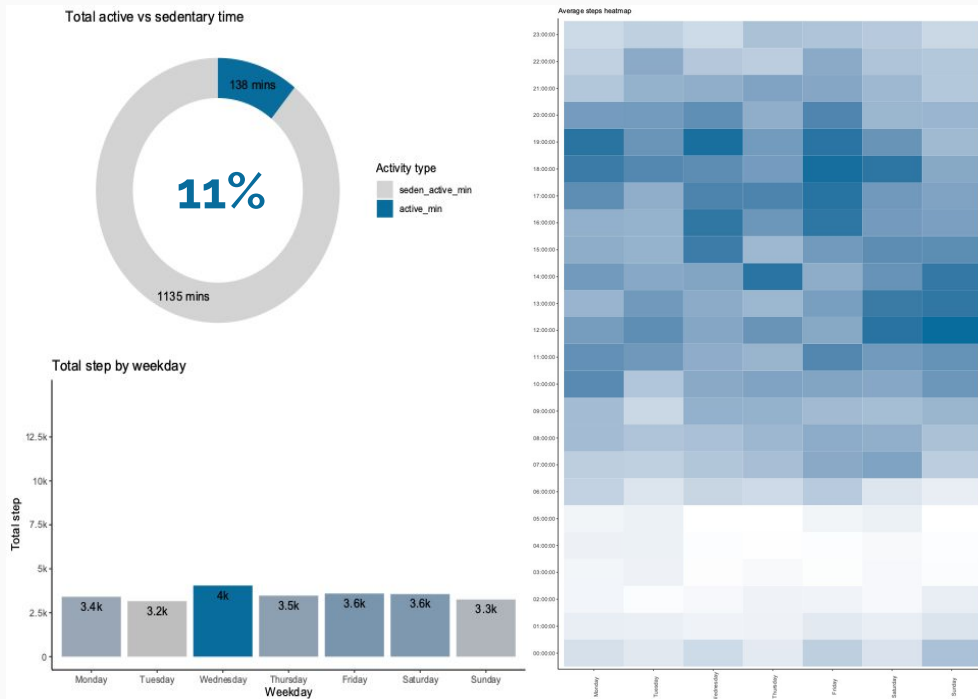 Total active vs sedentary time
138 mins
11%
1135 mins
Activity type
seden_active_min
active_min
Total step by weekday
Total step
12.5k
10k
7.5k
5k
2.5k
0
3.4k
3.2k
4k
3.5k
3.6k
3.6k
3.3k
Monday
Tuesday
Wednesday
Thursday
Friday
Saturday
Sunday
Weekday
Average steps heatmap
23:00:00
22:00:00
21:00:00
20:00:00
19:00:00
18:00:00
17:00:00
16:00:00
15:00:00
14:00:00
13:00:00
12:00:00
11:00:00
10:00:00
09:00:00
08:00:00
07:00:00
06:00:00
05:00:00
04:00:00
03:00:00
02:00:00
01:00:00
00:00:00
Monday
Tuesday
Wednesday
Thursday
Friday
Saturday
Sunday